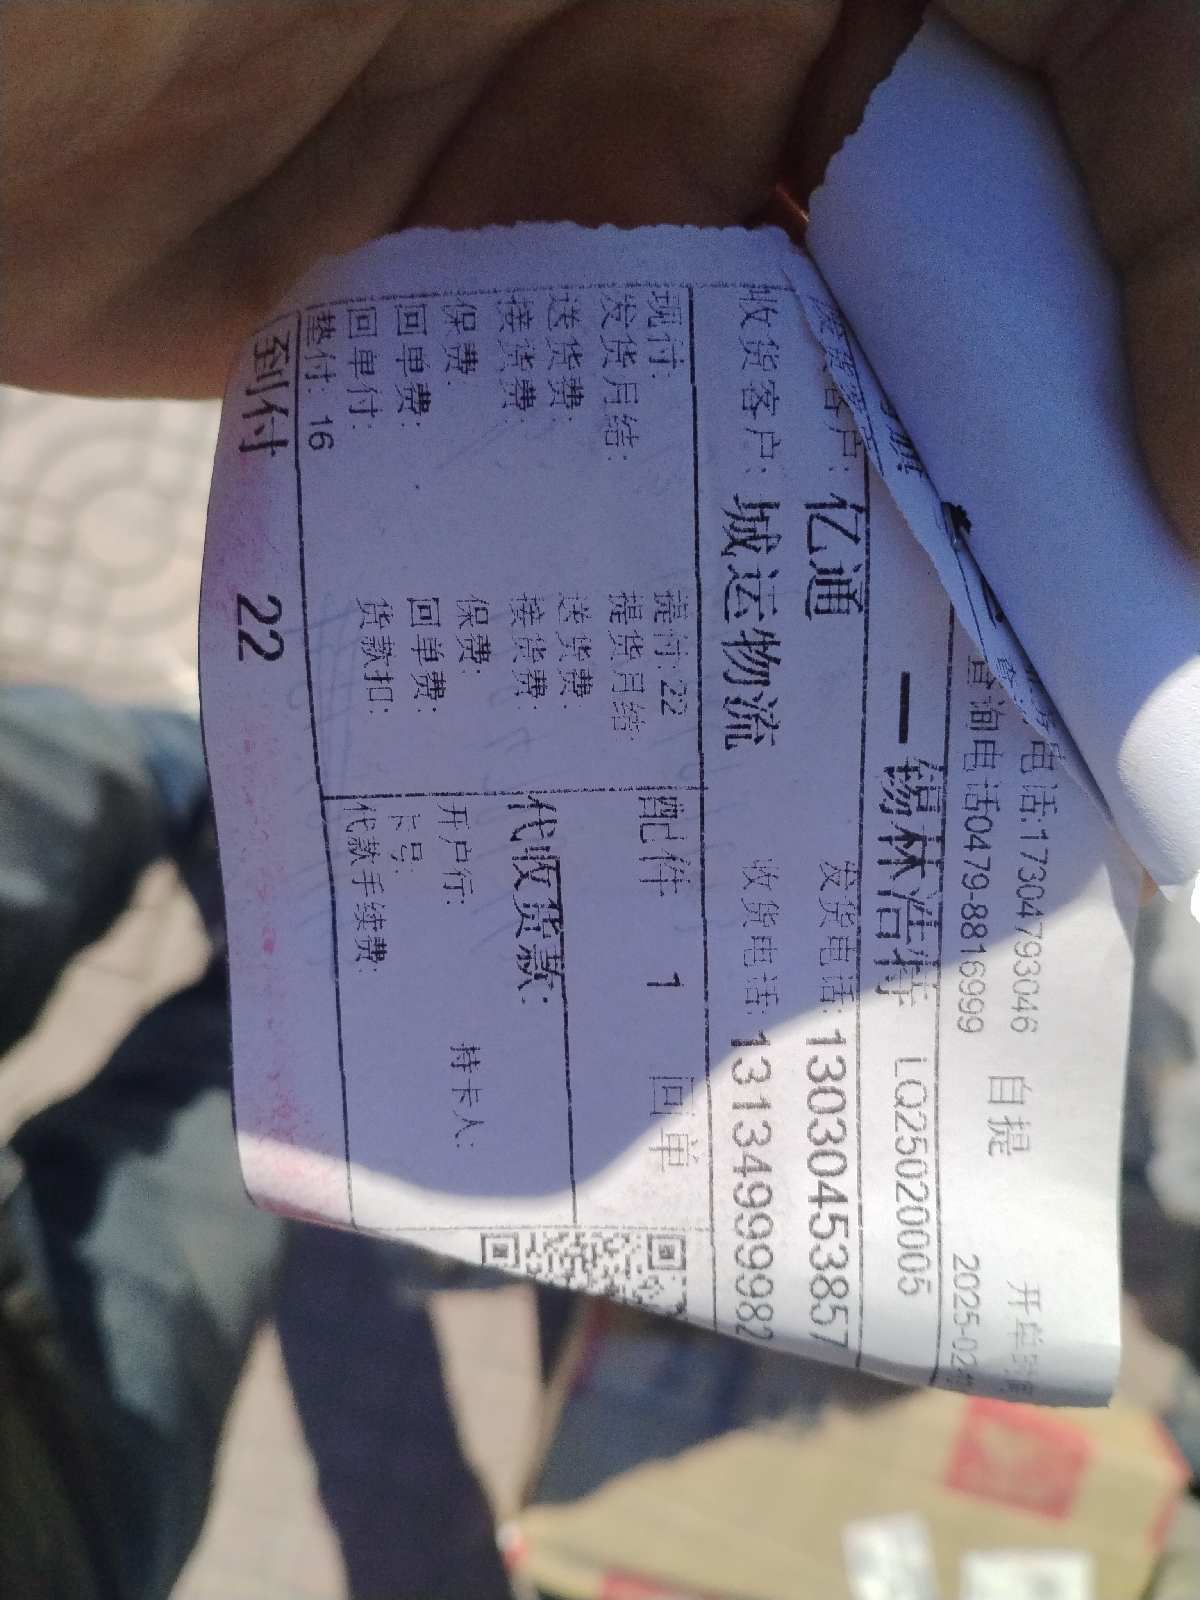 电话:17304793046 自提 开单时间
查询电话0479-8816999 2025-02-
—锡林浩特 LQ25020005
发货客户: 亿通 发货电话: 13030453857
收货客户: 城运物流 收货电话: 13134999982
现付: 提付:22 配件 1 回单
发货月结: 提货月结:
送货费: 送货费:
接货费: 接货费: 代收货款:
保费: 保费: 开户行: 持卡人:
回单费: 回单费: 卡号:
回单付: 货款扣: 代款手续费:
垫付: 16
到付 22